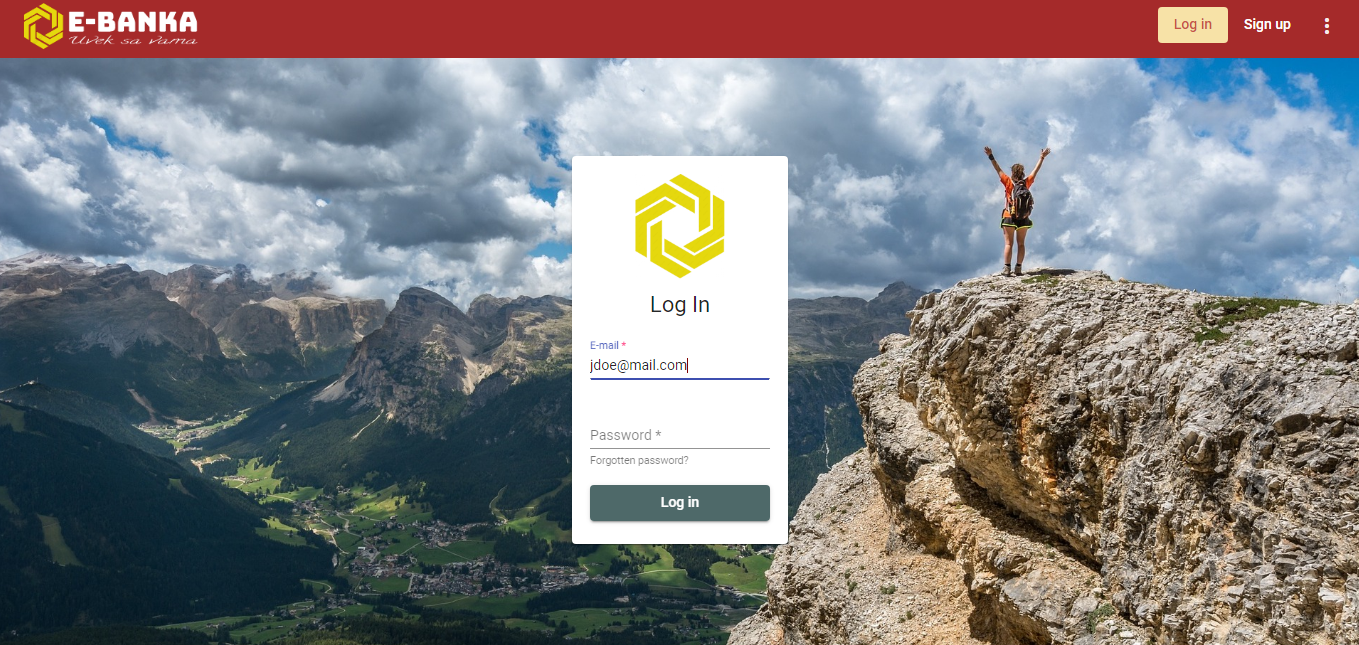 E-BANKA
Uvek sa vama
Log in
Sign up
Log In
E-mail *
jdoe@mail.com
Password *
Forgotten password?
Log in